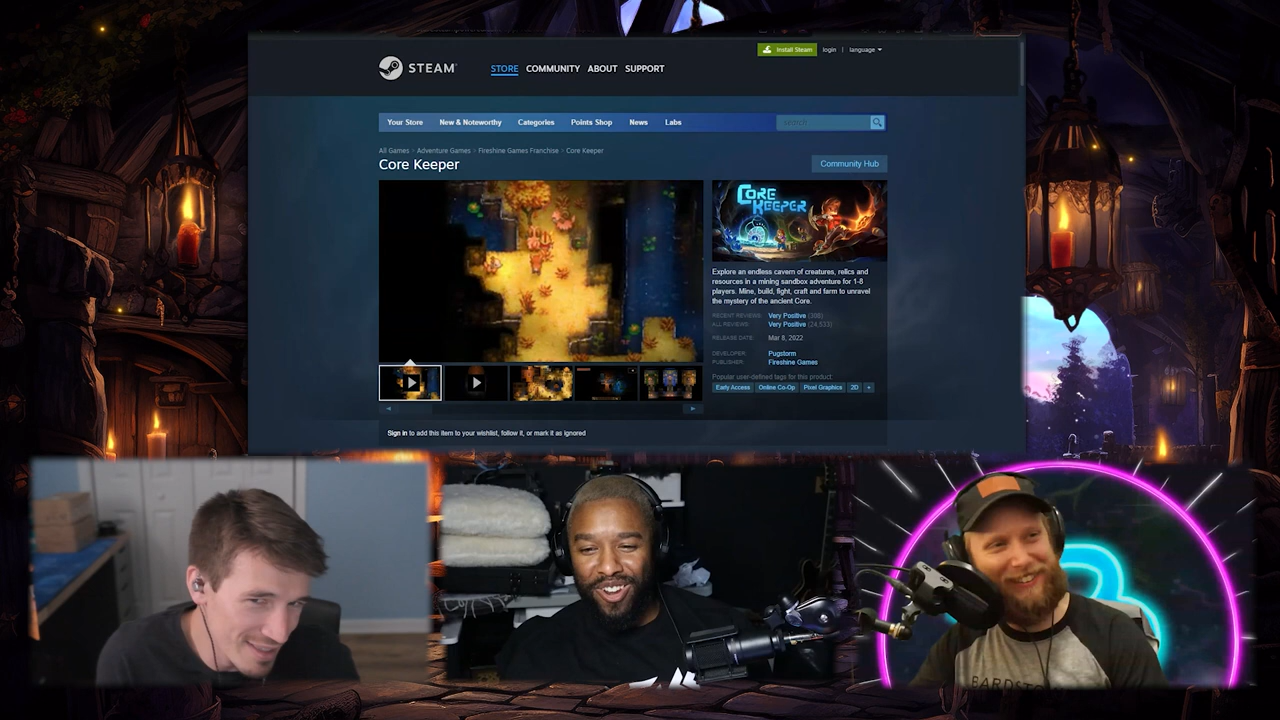 Install Steam login | language
STEAM STORE COMMUNITY ABOUT SUPPORT
Your Store New & Noteworthy Categories Points Shop News Labs search
All Games > Adventure Games > Fireshine Games Franchise > Core Keeper
Core Keeper
Community Hub
CORE
KEEPER
Explore an endless cavern of creatures, relics and
resources in a mining sandbox adventure for 1-8
players. Mine, build, fight, craft and farm to unravel
the mystery of the ancient Core.
RECENT REVIEWS: Very Positive (308)
ALL REVIEWS: Very Positive (24,533)
RELEASE DATE: Mar 8, 2022
DEVELOPER: Pugstorm
PUBLISHER: Fireshine Games
Popular user-defined tags for this product:
Early Access Online Co-Op Pixel Graphics 2D +
Sign in to add this item to your wishlist, follow it, or mark it as ignored